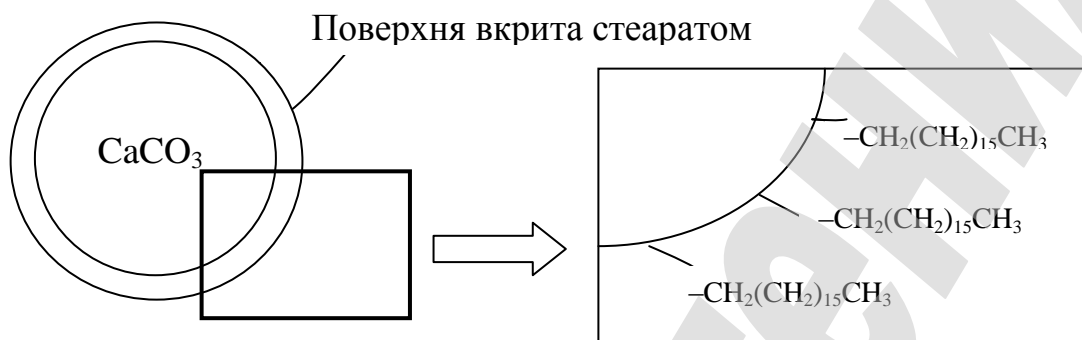 Поверхня вкрита стеаратом
CaCO₃
–CH₂(CH₂)₁₅CH₃
–CH₂(CH₂)₁₅CH₃
–CH₂(CH₂)₁₅CH₃